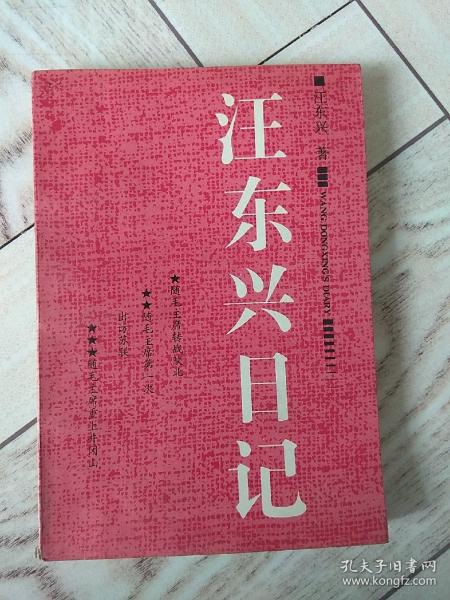 汪东兴 著
WANG DONGXING'S DIARY
汪东兴日记
★随毛主席转战陕北
★★随毛主席第一次
出访苏联
★★★随毛主席重上井冈山
孔夫子旧书网
www.kongfz.com